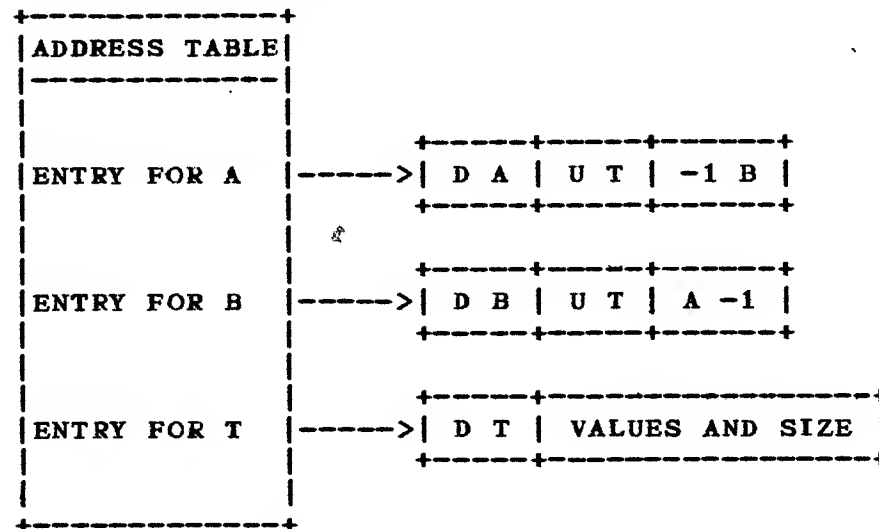 ADDRESS TABLE
ENTRY FOR A ----->| D A | U T | -1 B |
ENTRY FOR B ----->| D B | U T | A -1 |
ENTRY FOR T ----->| D T | VALUES AND SIZE